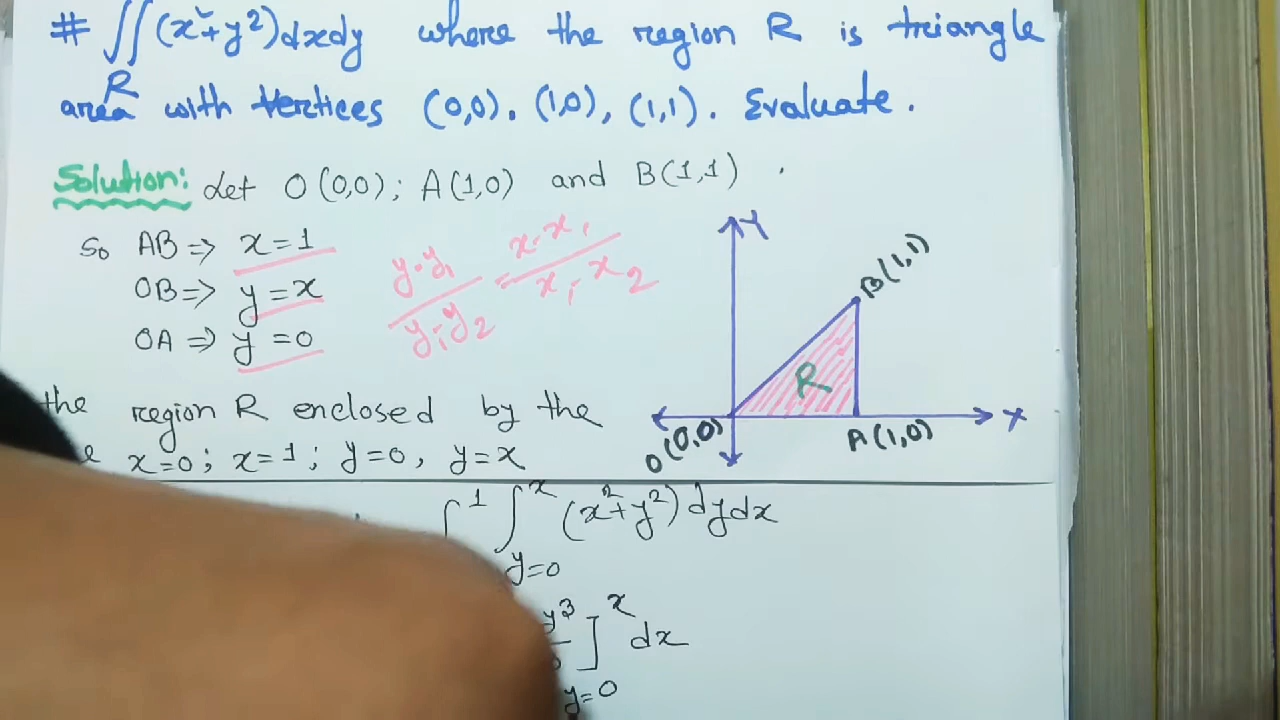 # ∬_R (x²+y²)dxdy where the region R is triangle
area with vertices (0,0). (1,0), (1,1). Evaluate.
Solution: Let O(0,0); A(1,0) and B(1,1).
So AB => x=1
OB => y=x
OA => y=0
y-y₁/y₁-y₂ = x-x₁/x₁-x₂
Y
B(1,1)
R
X
O(0,0)
A(1,0)
the region R enclosed by the
x=0; x=1; y=0, y=x
∫¹ ∫_{y=0}^{x} (x²+y²) dydx
y³ ]_{y=0}^{x} dx